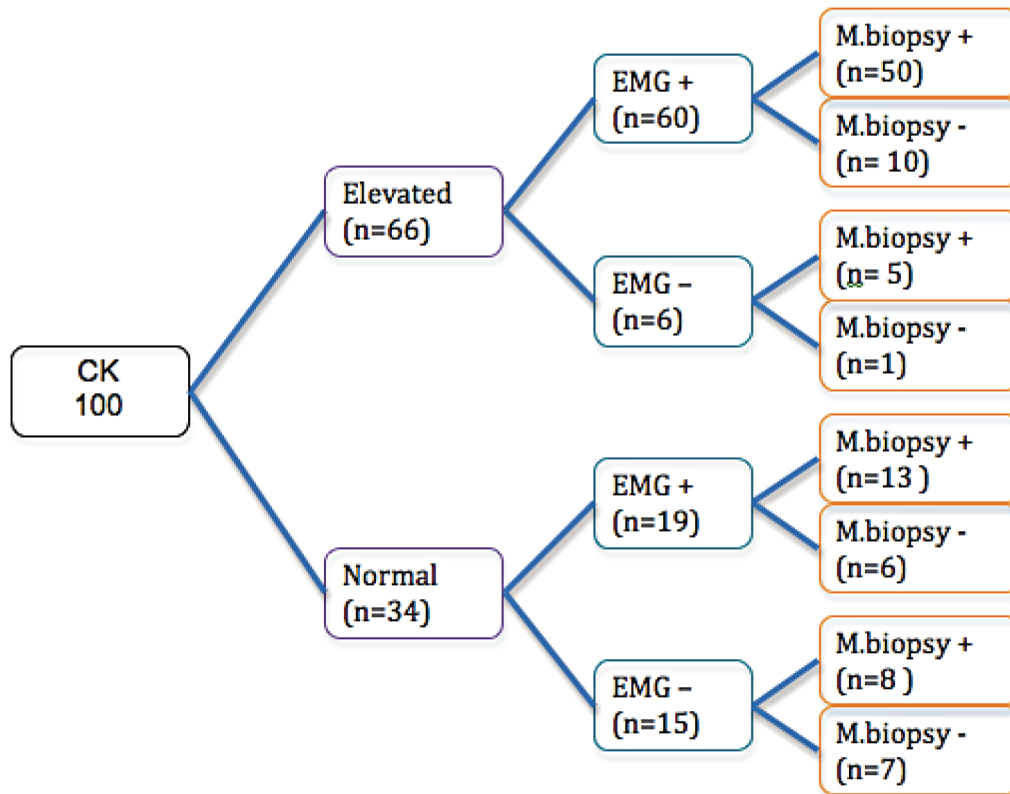 CK
100
Elevated
(n=66)
Normal
(n=34)
EMG +
(n=60)
EMG –
(n=6)
EMG +
(n=19)
EMG –
(n=15)
M.biopsy +
(n=50)
M.biopsy -
(n= 10)
M.biopsy +
(n= 5)
M.biopsy -
(n=1)
M.biopsy +
(n=13 )
M.biopsy -
(n=6)
M.biopsy +
(n=8 )
M.biopsy -
(n=7)